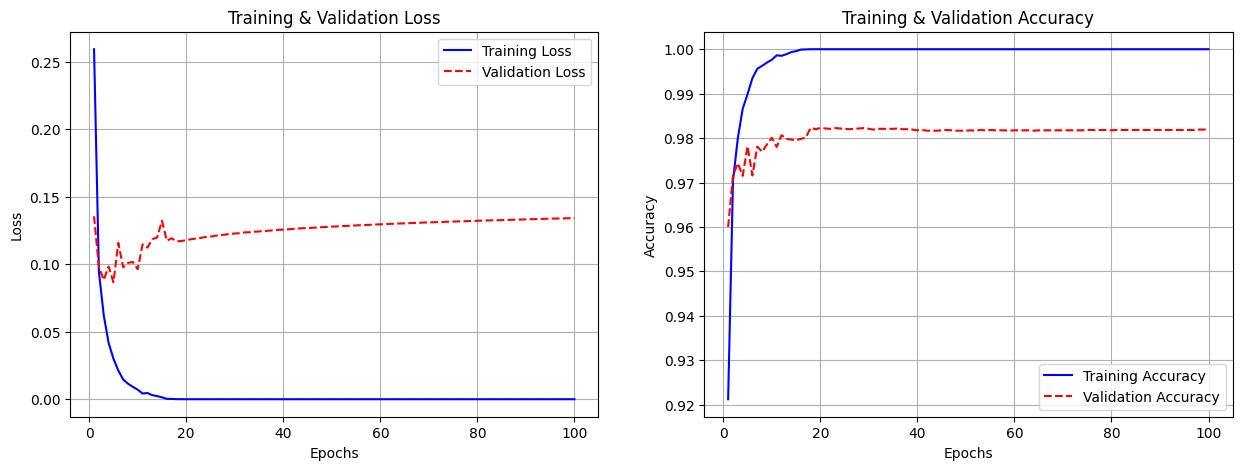 Training & Validation Loss
Training Loss
Validation Loss
0.25
0.20
0.15
0.10
0.05
0.00
Loss
0 20 40 60 80 100
Epochs
Training & Validation Accuracy
1.00
0.99
0.98
0.97
0.96
0.95
0.94
0.93
0.92
Accuracy
Training Accuracy
Validation Accuracy
0 20 40 60 80 100
Epochs